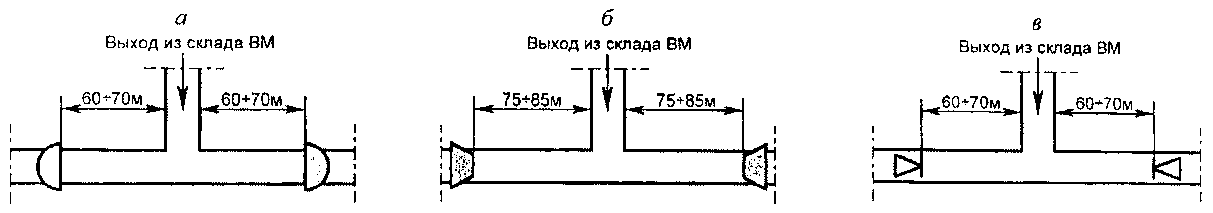 а
Выход из склада ВМ
60÷70м 60÷70м
б
Выход из склада ВМ
75÷85м 75÷85м
в
Выход из склада ВМ
60÷70м 60÷70м